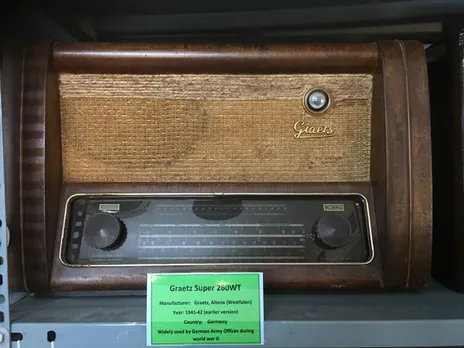 Graetz
Graetz Super 260WT
Manufacturer: Graetz, Altena (Westfalen)
Year: 1941-42 (earlier version)
Country: Germany
Widely used by German Army Offices during
world war II